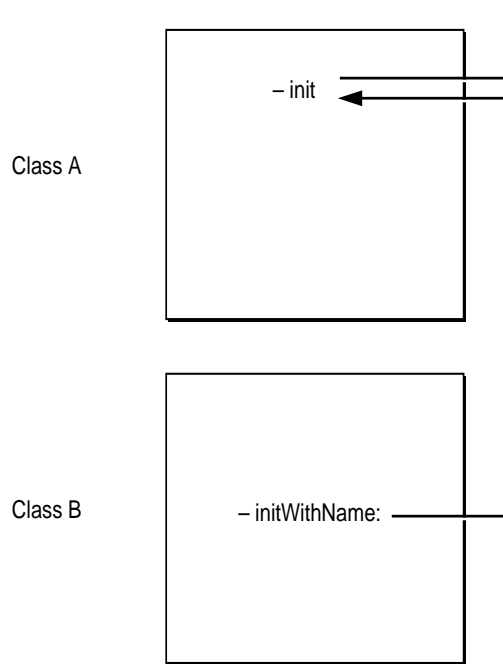 – init
Class A
Class B
– initWithName: